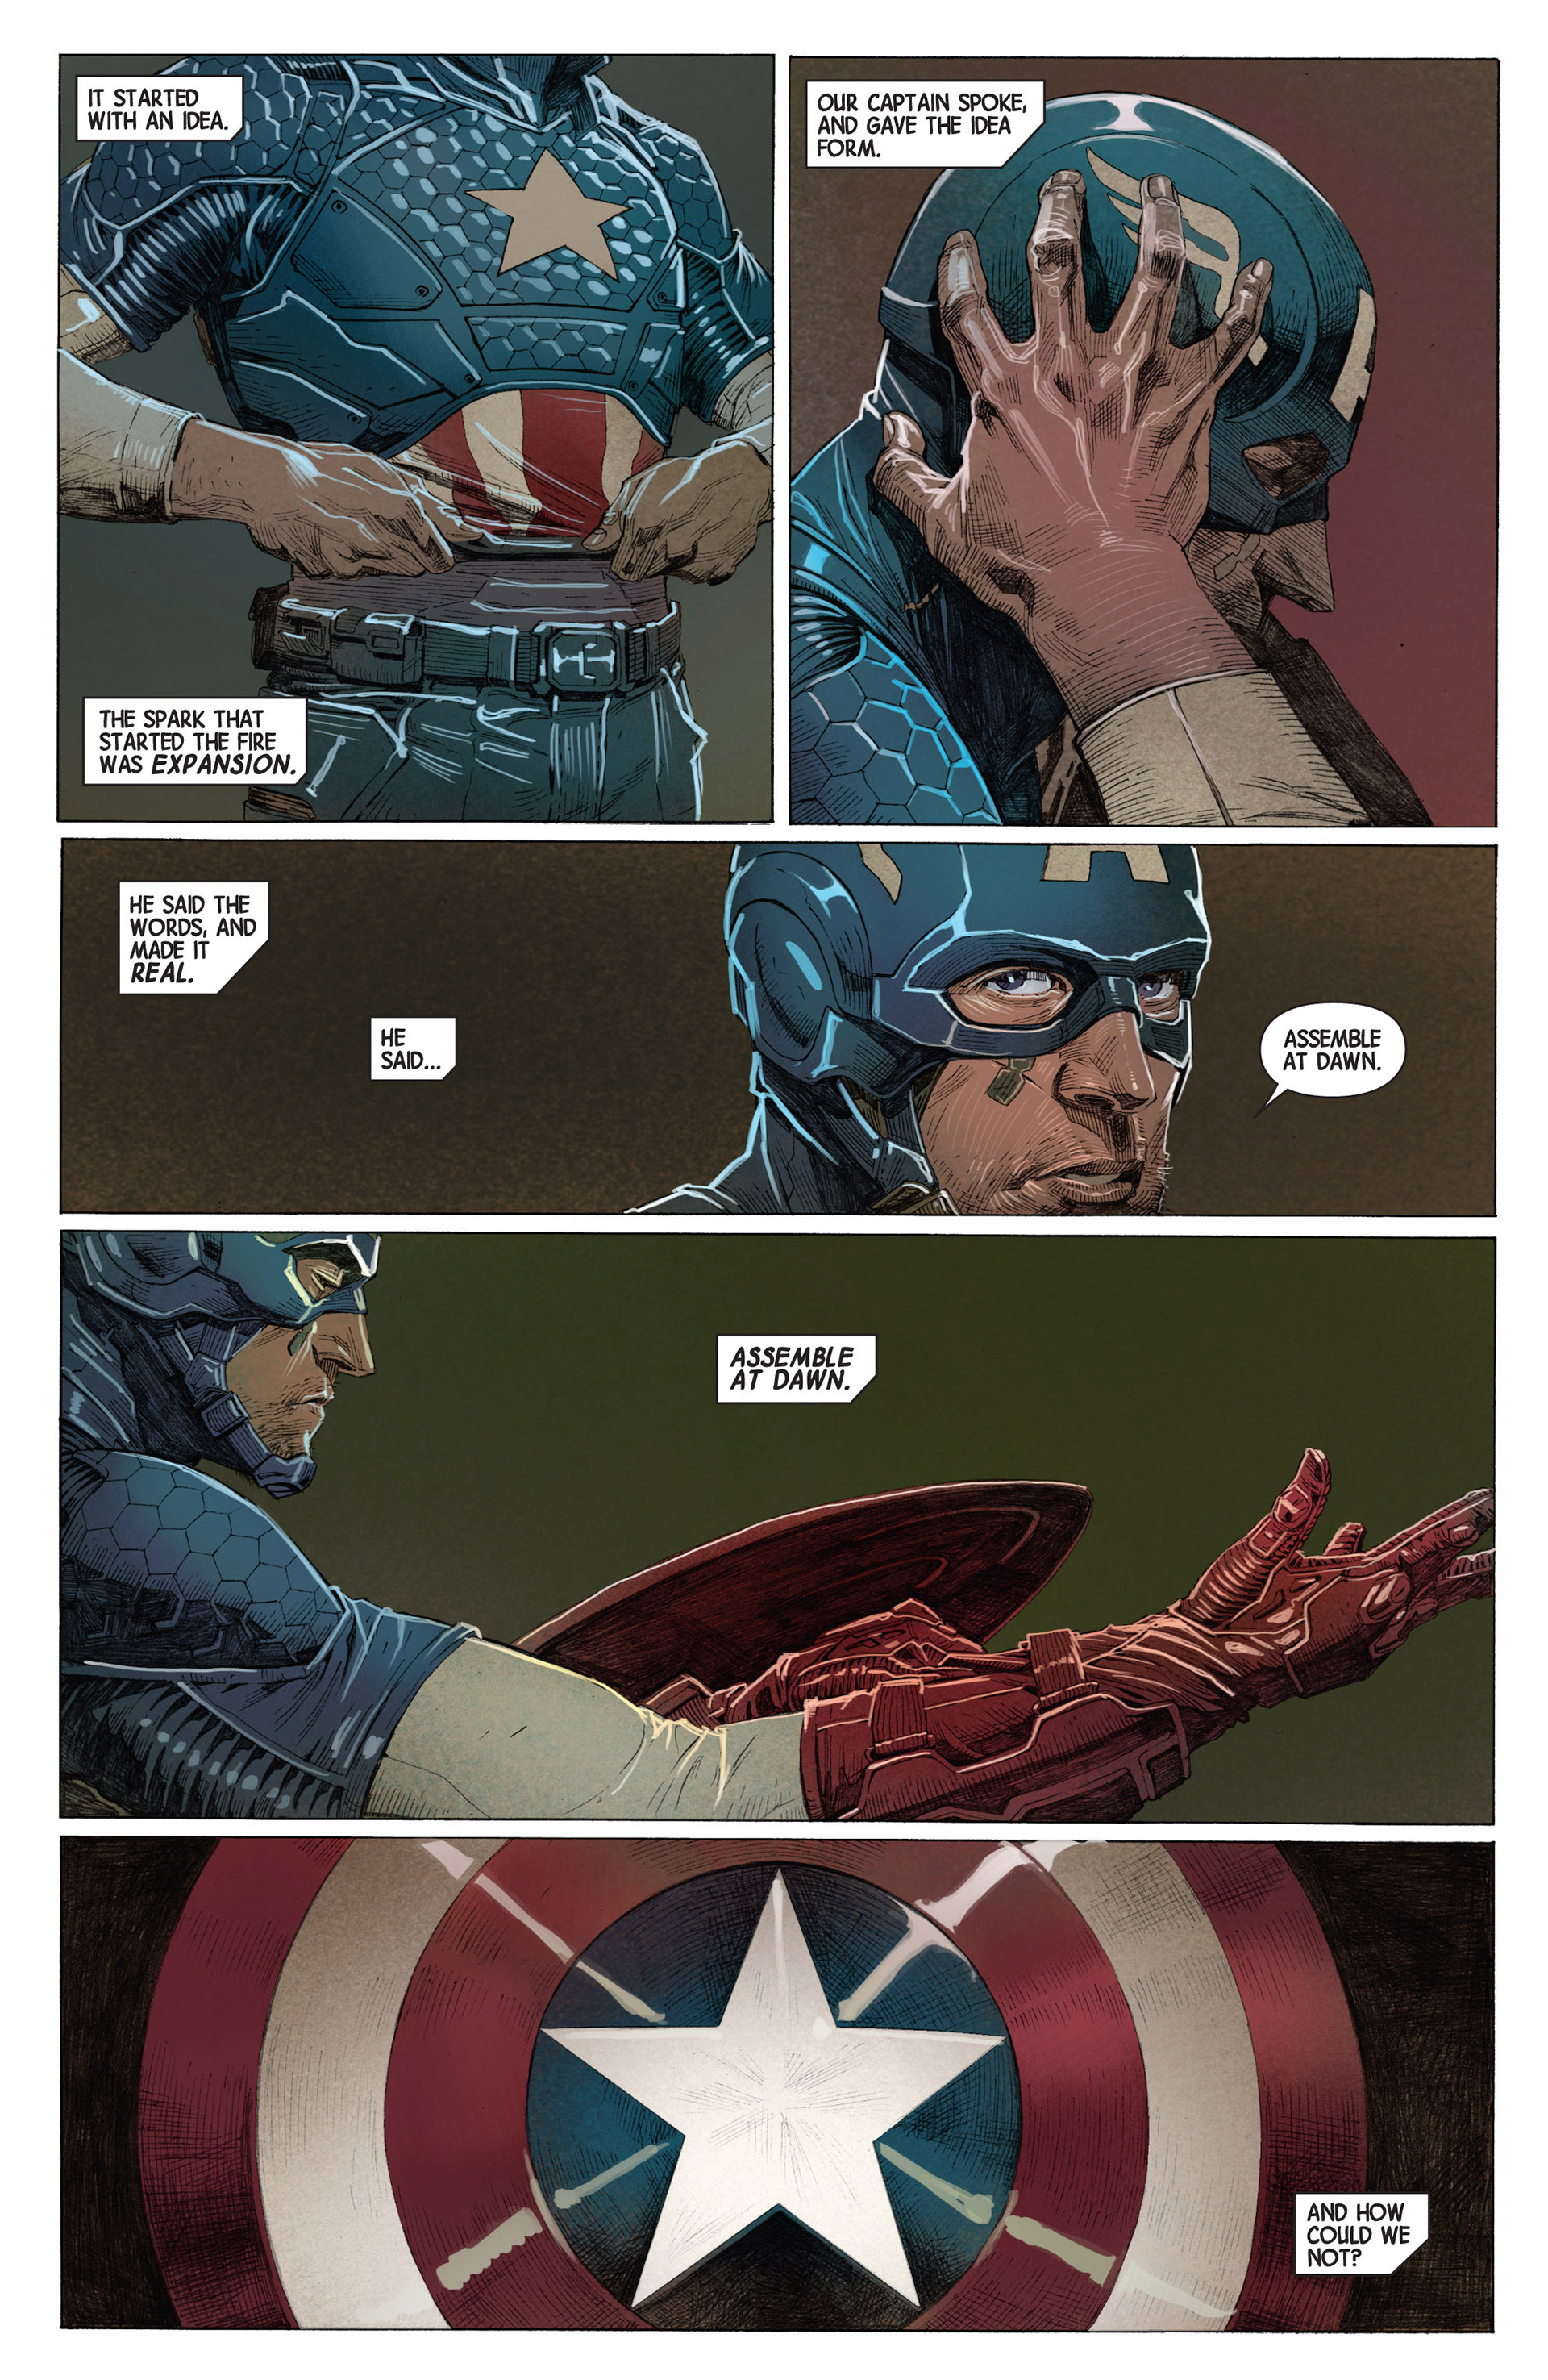 IT STARTED
WITH AN IDEA.
THE SPARK THAT
STARTED THE FIRE
WAS EXPANSION.
OUR CAPTAIN SPOKE,
AND GAVE THE IDEA
FORM.
HE SAID THE
WORDS, AND
MADE IT
REAL.
HE
SAID...
A
ASSEMBLE
AT DAWN.
ASSEMBLE
AT DAWN.
AND HOW
COULD WE
NOT?